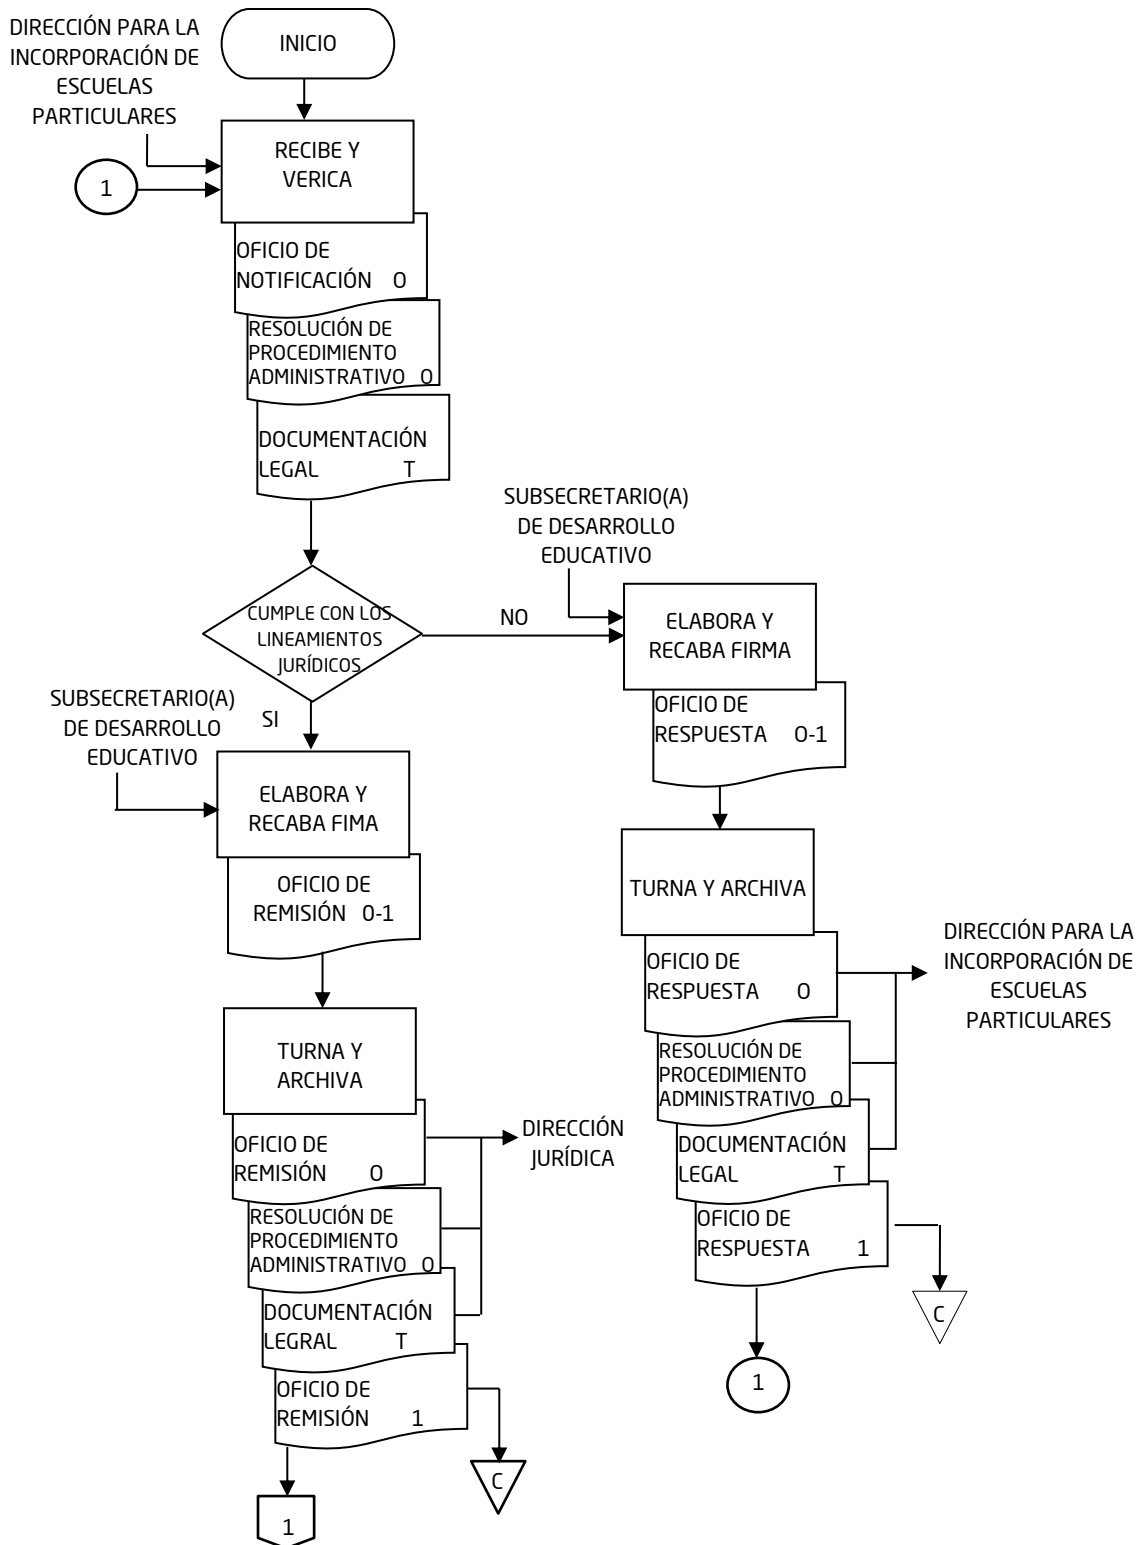 DIRECCIÓN PARA LA
INCORPORACIÓN DE
ESCUELAS
PARTICULARES
INICIO
1
RECIBE Y
VERICA
OFICIO DE
NOTIFICACIÓN O
RESOLUCIÓN DE
PROCEDIMIENTO
ADMINISTRATIVO O
DOCUMENTACIÓN
LEGAL T
CUMPLE CON LOS
LINEAMIENTOS
JURÍDICOS
NO
SUBSECRETARIO(A)
DE DESARROLLO
EDUCATIVO
ELABORA Y
RECABA FIRMA
OFICIO DE
RESPUESTA O-1
SI
SUBSECRETARIO(A)
DE DESARROLLO
EDUCATIVO
ELABORA Y
RECABA FIMA
OFICIO DE
REMISIÓN O-1
TURNA Y
ARCHIVA
OFICIO DE
REMISIÓN O
RESOLUCIÓN DE
PROCEDIMIENTO
ADMINISTRATIVO O
DOCUMENTACIÓN
LEGRAL T
OFICIO DE
REMISIÓN 1
DIRECCIÓN
JURÍDICA
C
1
TURNA Y ARCHIVA
OFICIO DE
RESPUESTA O
RESOLUCIÓN DE
PROCEDIMIENTO
ADMINISTRATIVO O
DOCUMENTACIÓN
LEGAL T
OFICIO DE
RESPUESTA 1
DIRECCIÓN PARA LA
INCORPORACIÓN DE
ESCUELAS
PARTICULARES
C
1